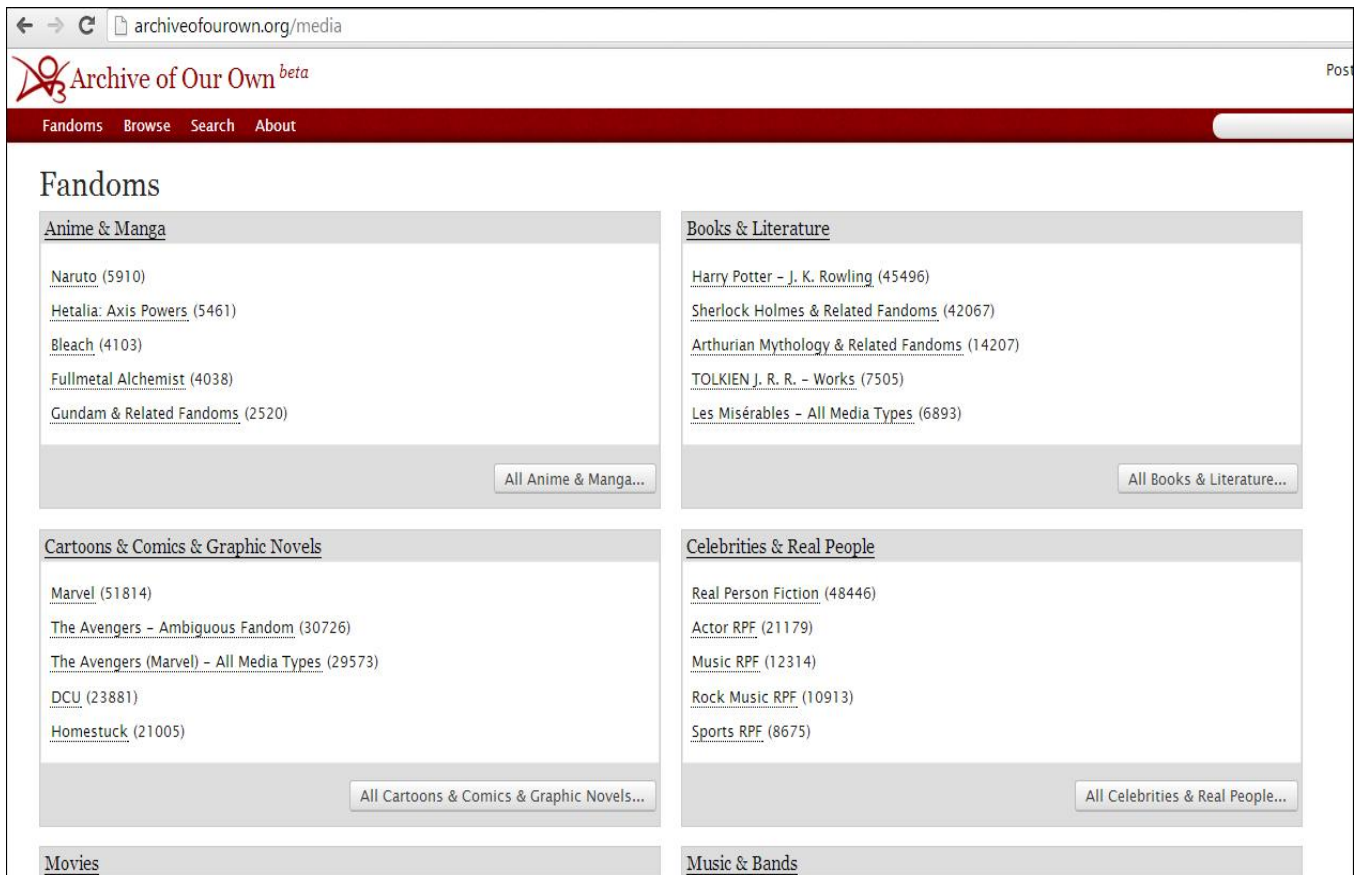 archiveofourown.org/media
Archive of Our Own beta
Post
Fandoms Browse Search About
Fandoms
Anime & Manga
Naruto (5910)
Hetalia: Axis Powers (5461)
Bleach (4103)
Fullmetal Alchemist (4038)
Gundam & Related Fandoms (2520)
All Anime & Manga...
Books & Literature
Harry Potter – J. K. Rowling (45496)
Sherlock Holmes & Related Fandoms (42067)
Arthurian Mythology & Related Fandoms (14207)
TOLKIEN J. R. R. – Works (7505)
Les Misérables – All Media Types (6893)
All Books & Literature...
Cartoons & Comics & Graphic Novels
Marvel (51814)
The Avengers – Ambiguous Fandom (30726)
The Avengers (Marvel) – All Media Types (29573)
DCU (23881)
Homestuck (21005)
All Cartoons & Comics & Graphic Novels...
Celebrities & Real People
Real Person Fiction (48446)
Actor RPF (21179)
Music RPF (12314)
Rock Music RPF (10913)
Sports RPF (8675)
All Celebrities & Real People...
Movies
Music & Bands